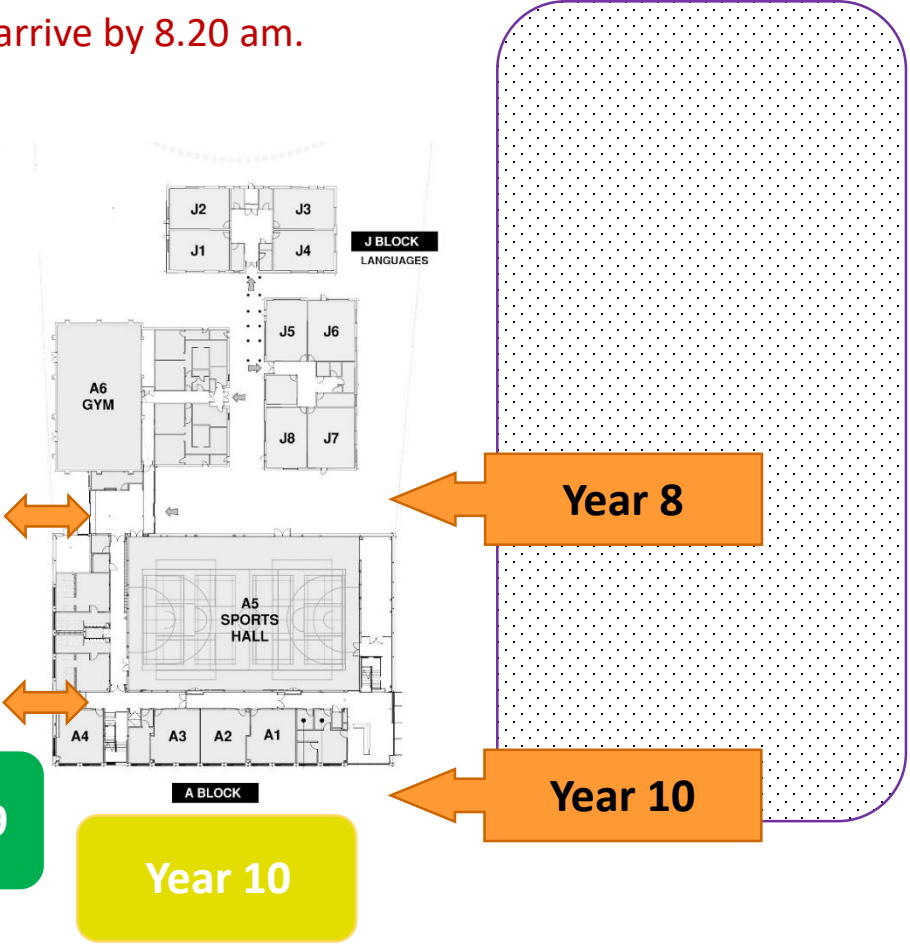 arrive by 8.20 am.
J2
J3
J1
J4
J BLOCK
LANGUAGES
J5
J6
A6
GYM
J8
J7
Year 8
A5
SPORTS
HALL
A4
A3
A2
A1
Year 10
A BLOCK
Year 10